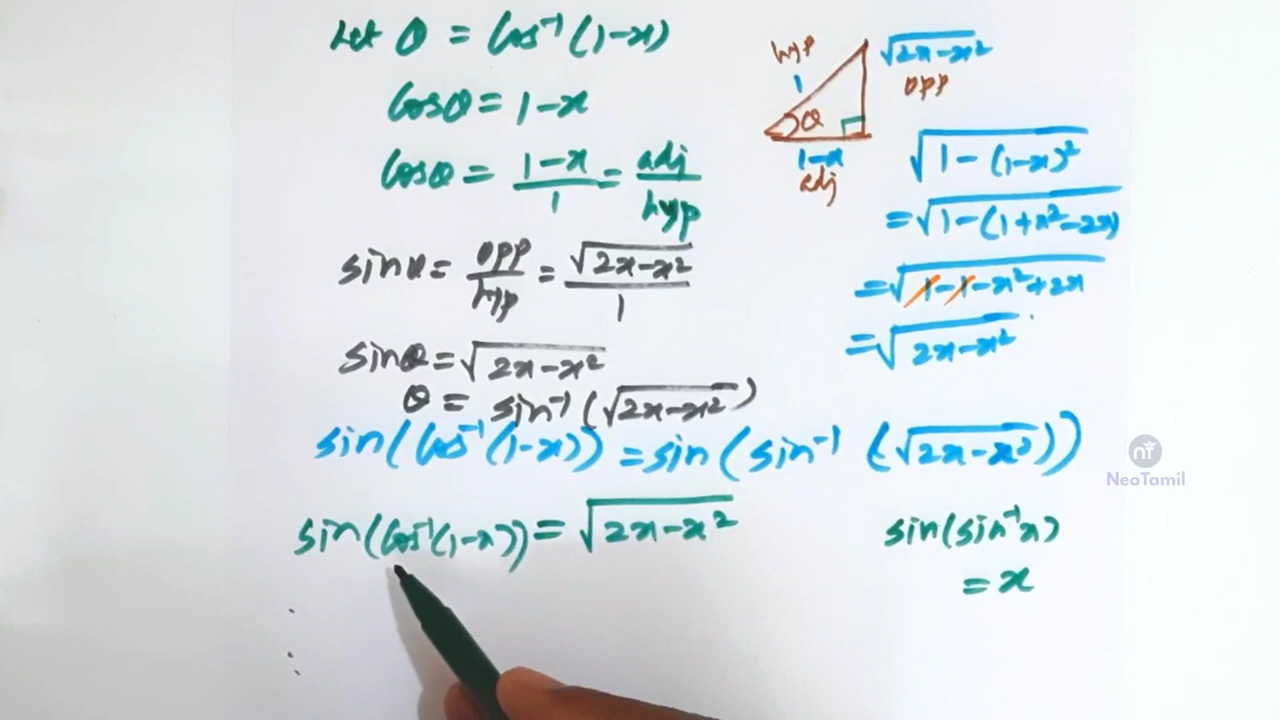 Let θ = Cos⁻¹(1-x)
Cosθ = 1-x
Cosθ = (1-x)/1 = adj/hyp
sinθ = opp/hyp = √(2x-x²)/1
sinθ = √(2x-x²)
θ = sin⁻¹(√(2x-x²))
sin(Cos⁻¹(1-x)) = sin(sin⁻¹(√(2x-x²)))
sin(Cos⁻¹(1-x)) = √(2x-x²)
hyp
1
θ
√(2x-x²)
opp
1-x
adj
√(1-(1-x)²)
= √(1-(1+x²-2x))
= √(1-1-x²+2x)
= √(2x-x²)
nT
NeoTamil
sin(sin⁻¹x)
= x